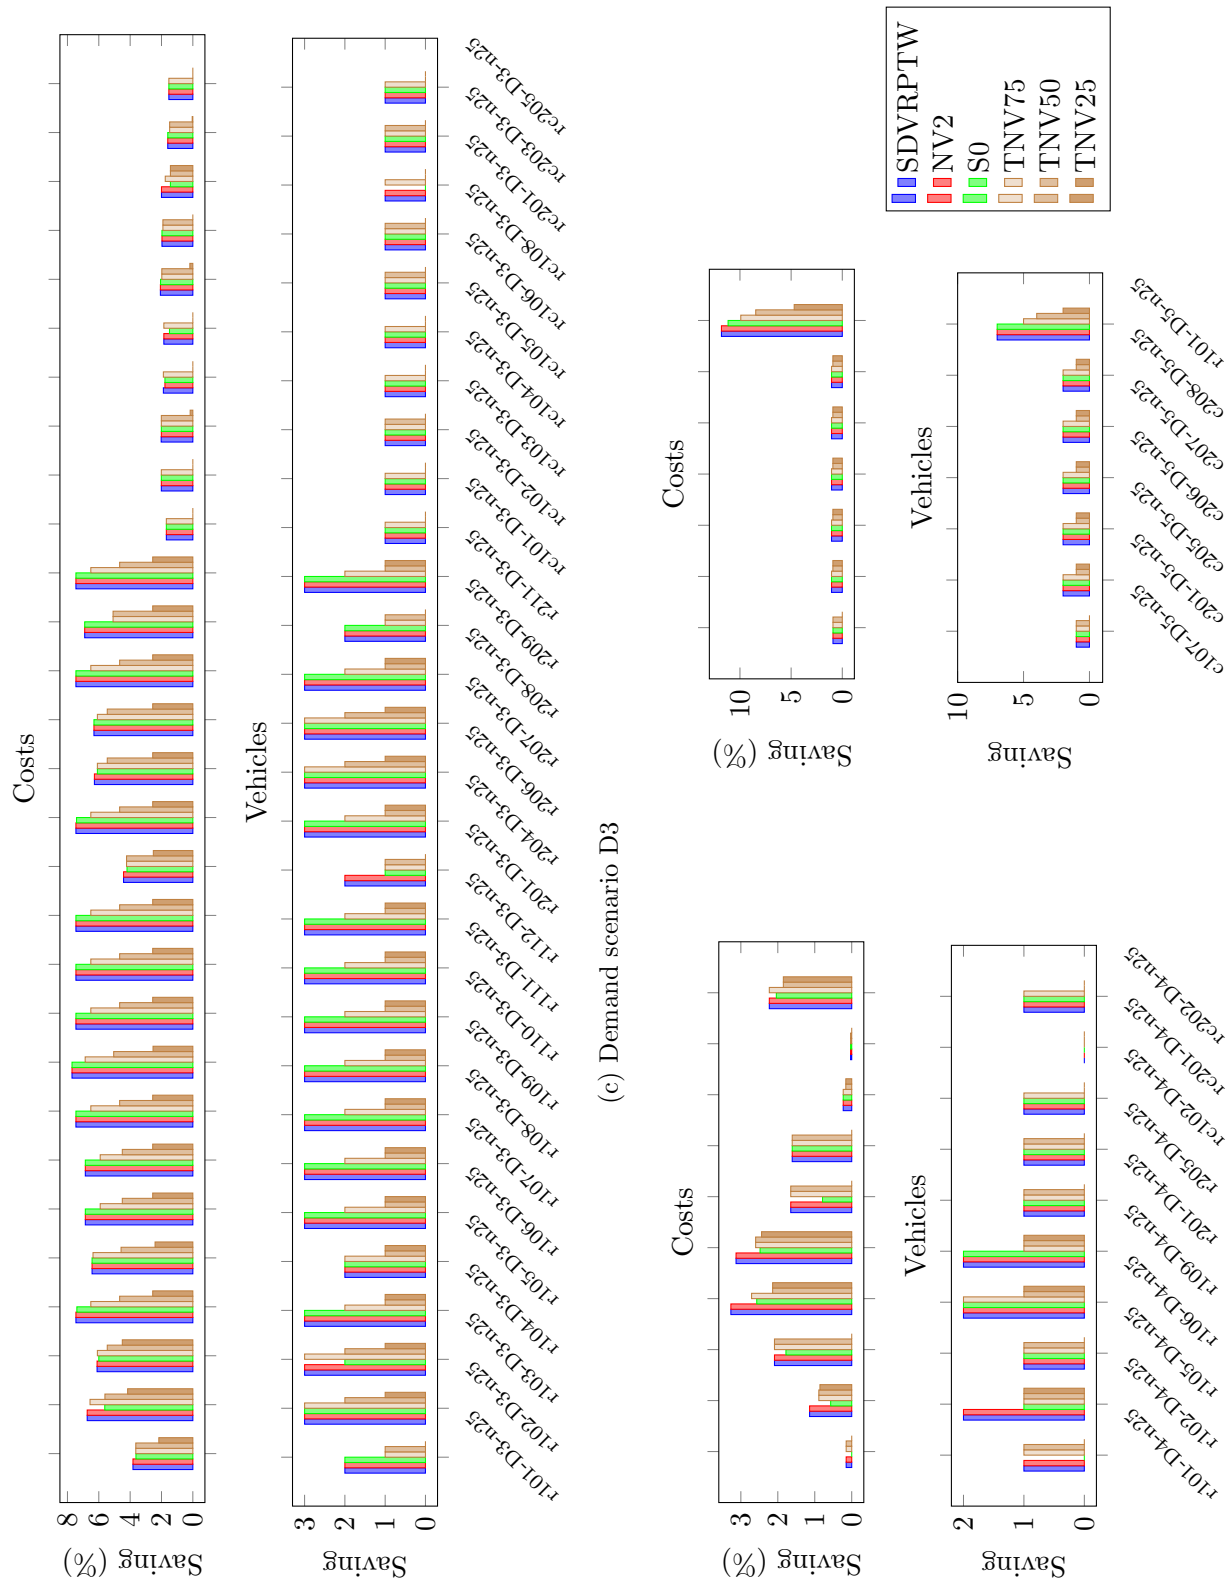 Costs
Saving
(%)
8
6
4
2
0
Vehicles
Saving
3
2
1
0
r101-D3-n25
r102-D3-n25
r103-D3-n25
r104-D3-n25
r105-D3-n25
r106-D3-n25
r107-D3-n25
r108-D3-n25
r109-D3-n25
r110-D3-n25
r111-D3-n25
r112-D3-n25
r201-D3-n25
r204-D3-n25
r206-D3-n25
r207-D3-n25
r208-D3-n25
r209-D3-n25
r211-D3-n25
rc101-D3-n25
rc102-D3-n25
rc103-D3-n25
rc104-D3-n25
rc105-D3-n25
rc106-D3-n25
rc108-D3-n25
rc201-D3-n25
rc203-D3-n25
rc205-D3-n25
(c) Demand scenario D3
Costs
Saving
(%)
3
2
1
0
Vehicles
Saving
2
1
0
r101-D4-n25
r102-D4-n25
r105-D4-n25
r106-D4-n25
r109-D4-n25
r201-D4-n25
r205-D4-n25
rc102-D4-n25
rc201-D4-n25
rc202-D4-n25
Costs
Saving
(%)
10
5
0
Vehicles
Saving
10
5
0
c107-D5-n25
c201-D5-n25
c205-D5-n25
c206-D5-n25
c207-D5-n25
c208-D5-n25
r101-D5-n25
SDVRPTW
NV2
S0
TNV75
TNV50
TNV25